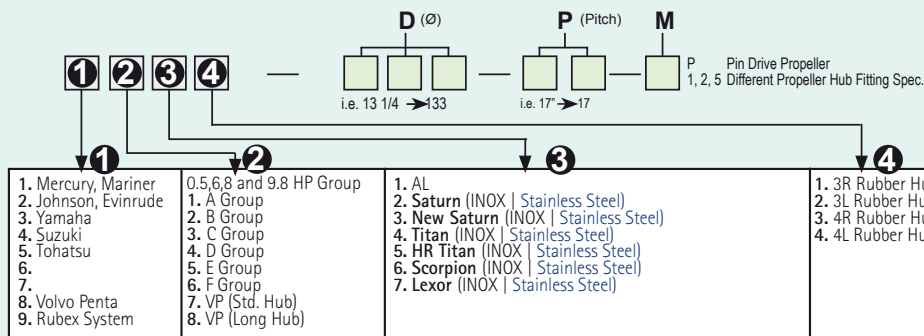 D (Ø) P (Pitch) M
1 2 3 4
P Pin Drive Propeller
1, 2, 5 Different Propeller Hub Fitting Spec.
i.e. 13 1/4 133 i.e. 17" 17
1
1. Mercury, Mariner
2. Johnson, Evinrude
3. Yamaha
4. Suzuki
5. Tohatsu
6.
7.
8. Volvo Penta
9. Rubex System
2
0.5,6,8 and 9.8 HP Group
1. A Group
2. B Group
3. C Group
4. D Group
5. E Group
6. F Group
7. VP (Std. Hub)
8. VP (Long Hub)
3
1. AL
2. Saturn (INOX | Stainless Steel)
3. New Saturn (INOX | Stainless Steel)
4. Titan (INOX | Stainless Steel)
5. HR Titan (INOX | Stainless Steel)
6. Scorpion (INOX | Stainless Steel)
7. Lexor (INOX | Stainless Steel)
4
1. 3R Rubber
2. 3L Rubber
3. 4R Rubber
4. 4L Rubber